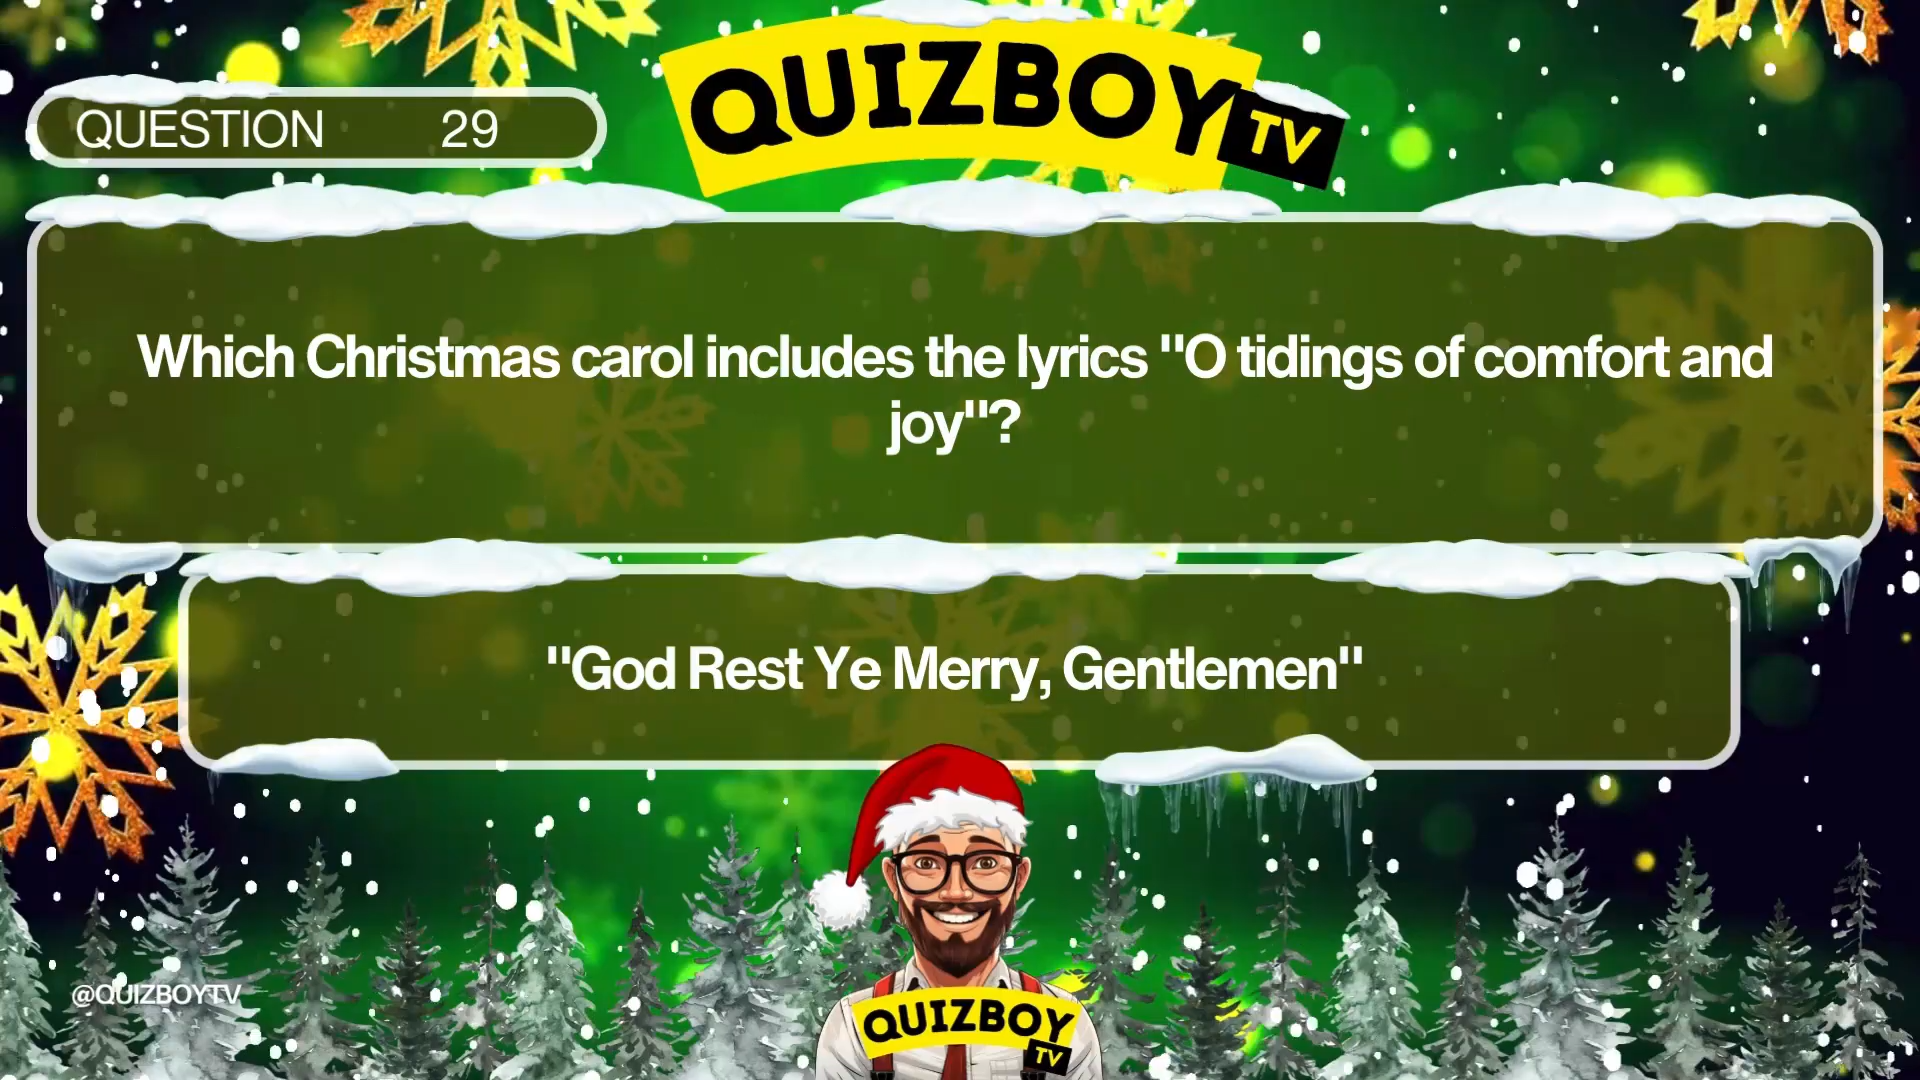 QUIZBOY TV
QUESTION 29
Which Christmas carol includes the lyrics "O tidings of comfort and
joy"?
"God Rest Ye Merry, Gentlemen"
@QUIZBOYTV
QUIZBOY
TV